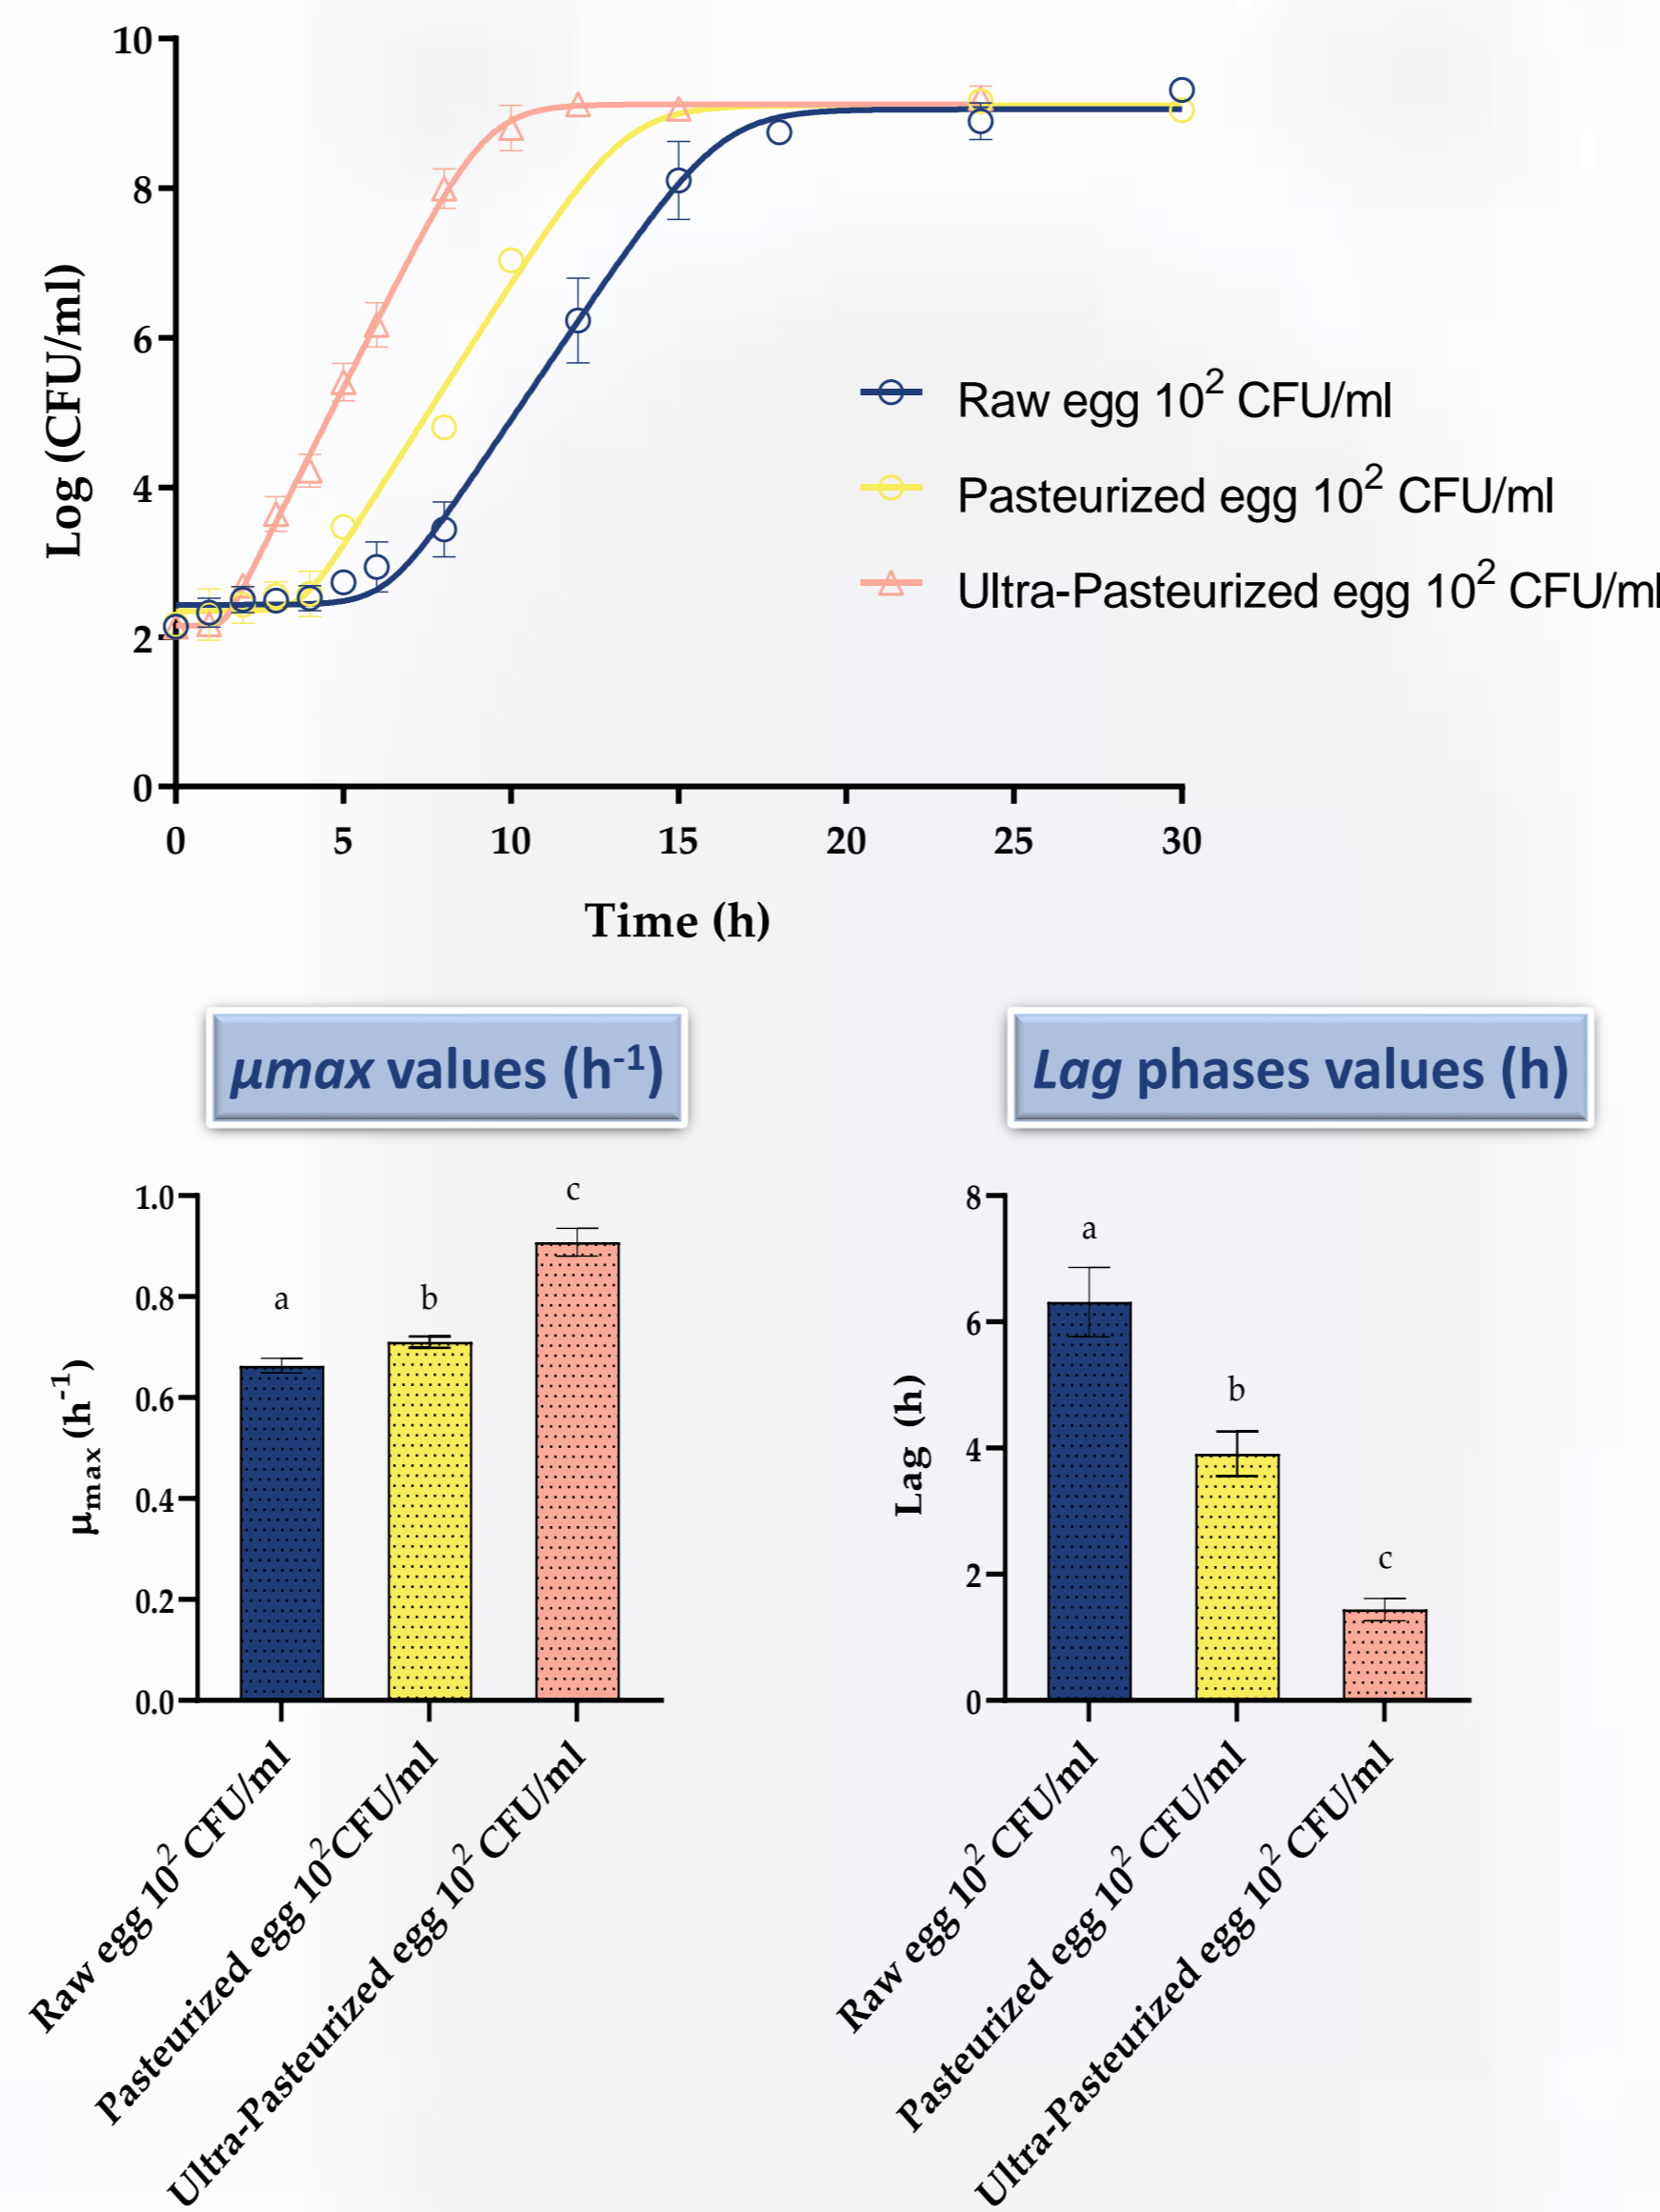 10
8
6
4
2
0
Log (CFU/ml)
0 5 10 15 20 25 30
Time (h)
Raw egg 10² CFU/ml
Pasteurized egg 10² CFU/ml
Ultra-Pasteurized egg 10² CFU/ml
μmax values (h⁻¹)
1.0
0.8
0.6
0.4
0.2
0.0
μmax (h⁻¹)
a
b
c
Raw egg 10² CFU/ml
Pasteurized egg 10²CFU/ml
Ultra-Pasteurized egg 10² CFU/ml
Lag phases values (h)
8
6
4
2
0
Lag (h)
a
b
c
Raw egg 10² CFU/ml
Pasteurized egg 10² CFU/ml
Ultra-Pasteurized egg 10² CFU/ml